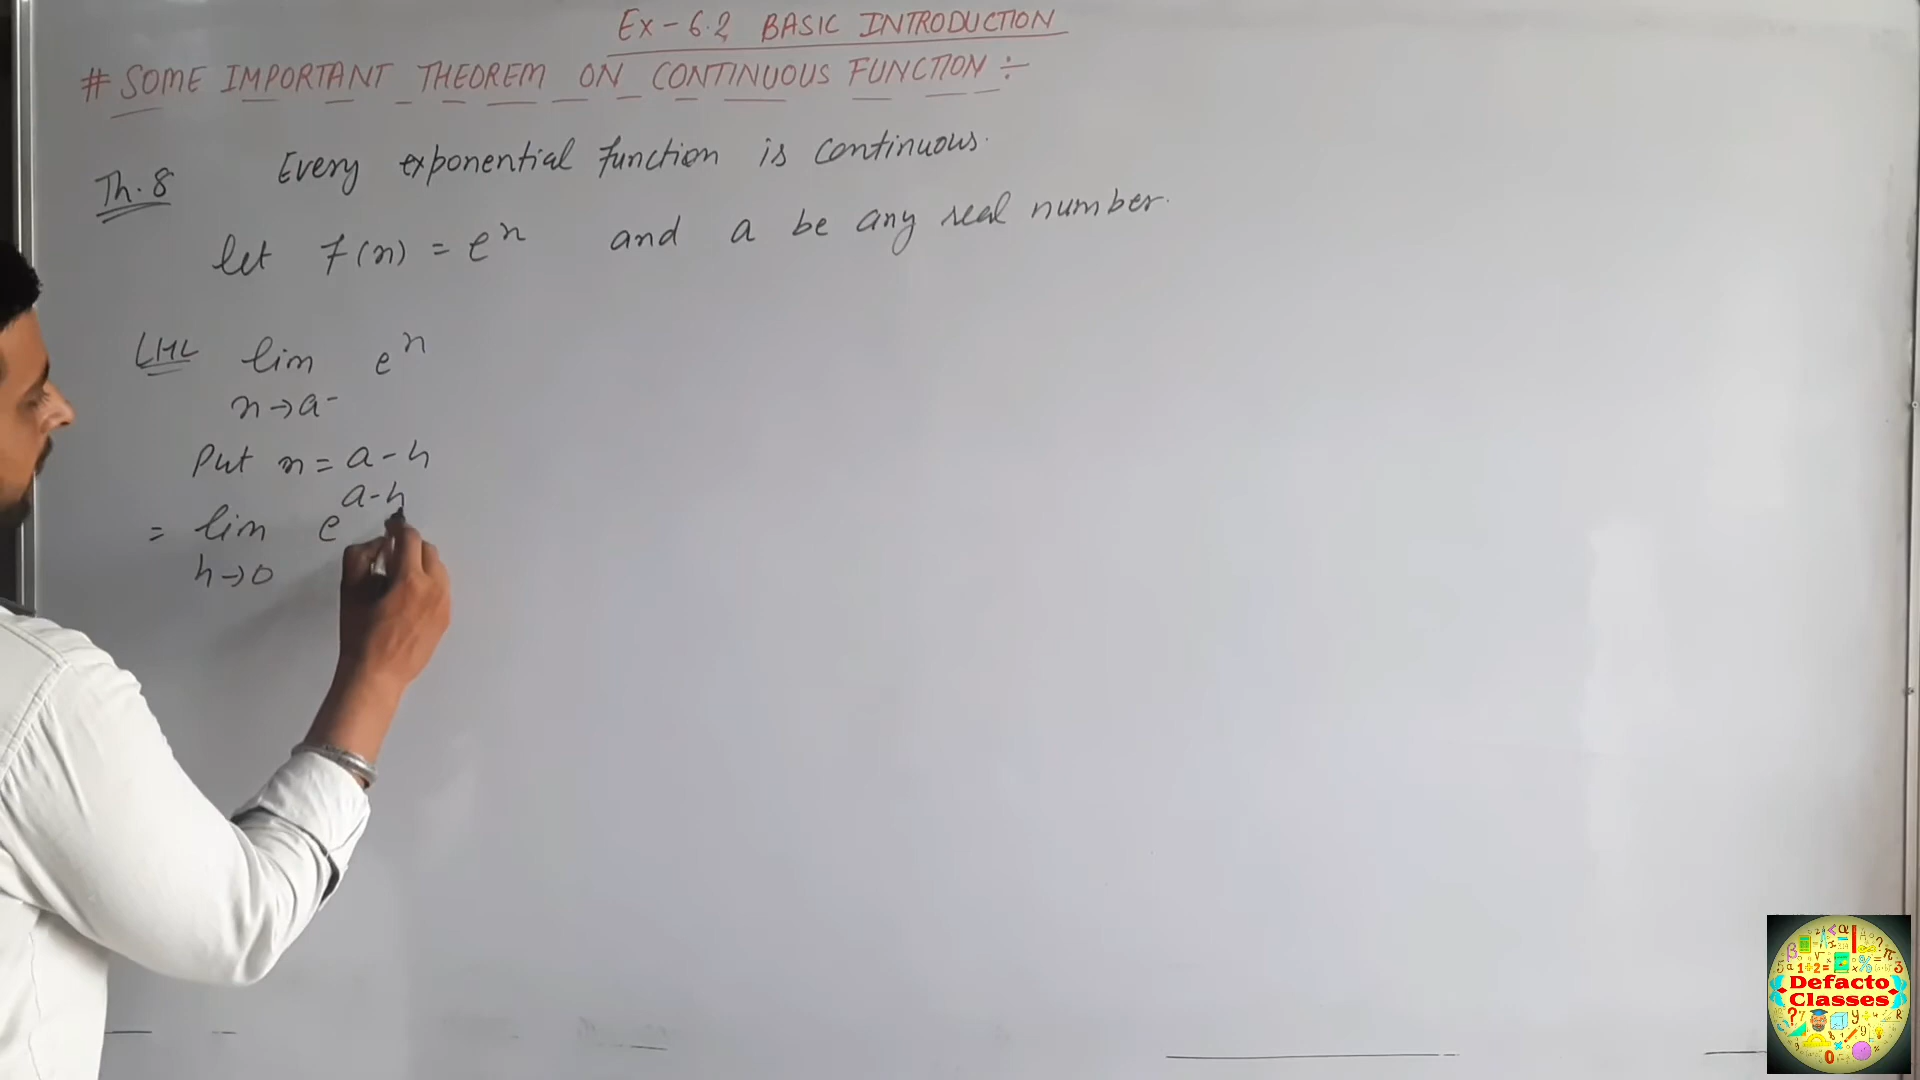 Ex - 6.2 BASIC INTRODUCTION
# SOME IMPORTANT THEOREM ON CONTINUOUS FUNCTION ÷
Th. 8 Every exponential function is continuous.
let f(x) = e^x and a be any real number.
LHL lim e^x
x→a-
Put x = a-h
= lim e^a-h
h→0
Defacto
Classes